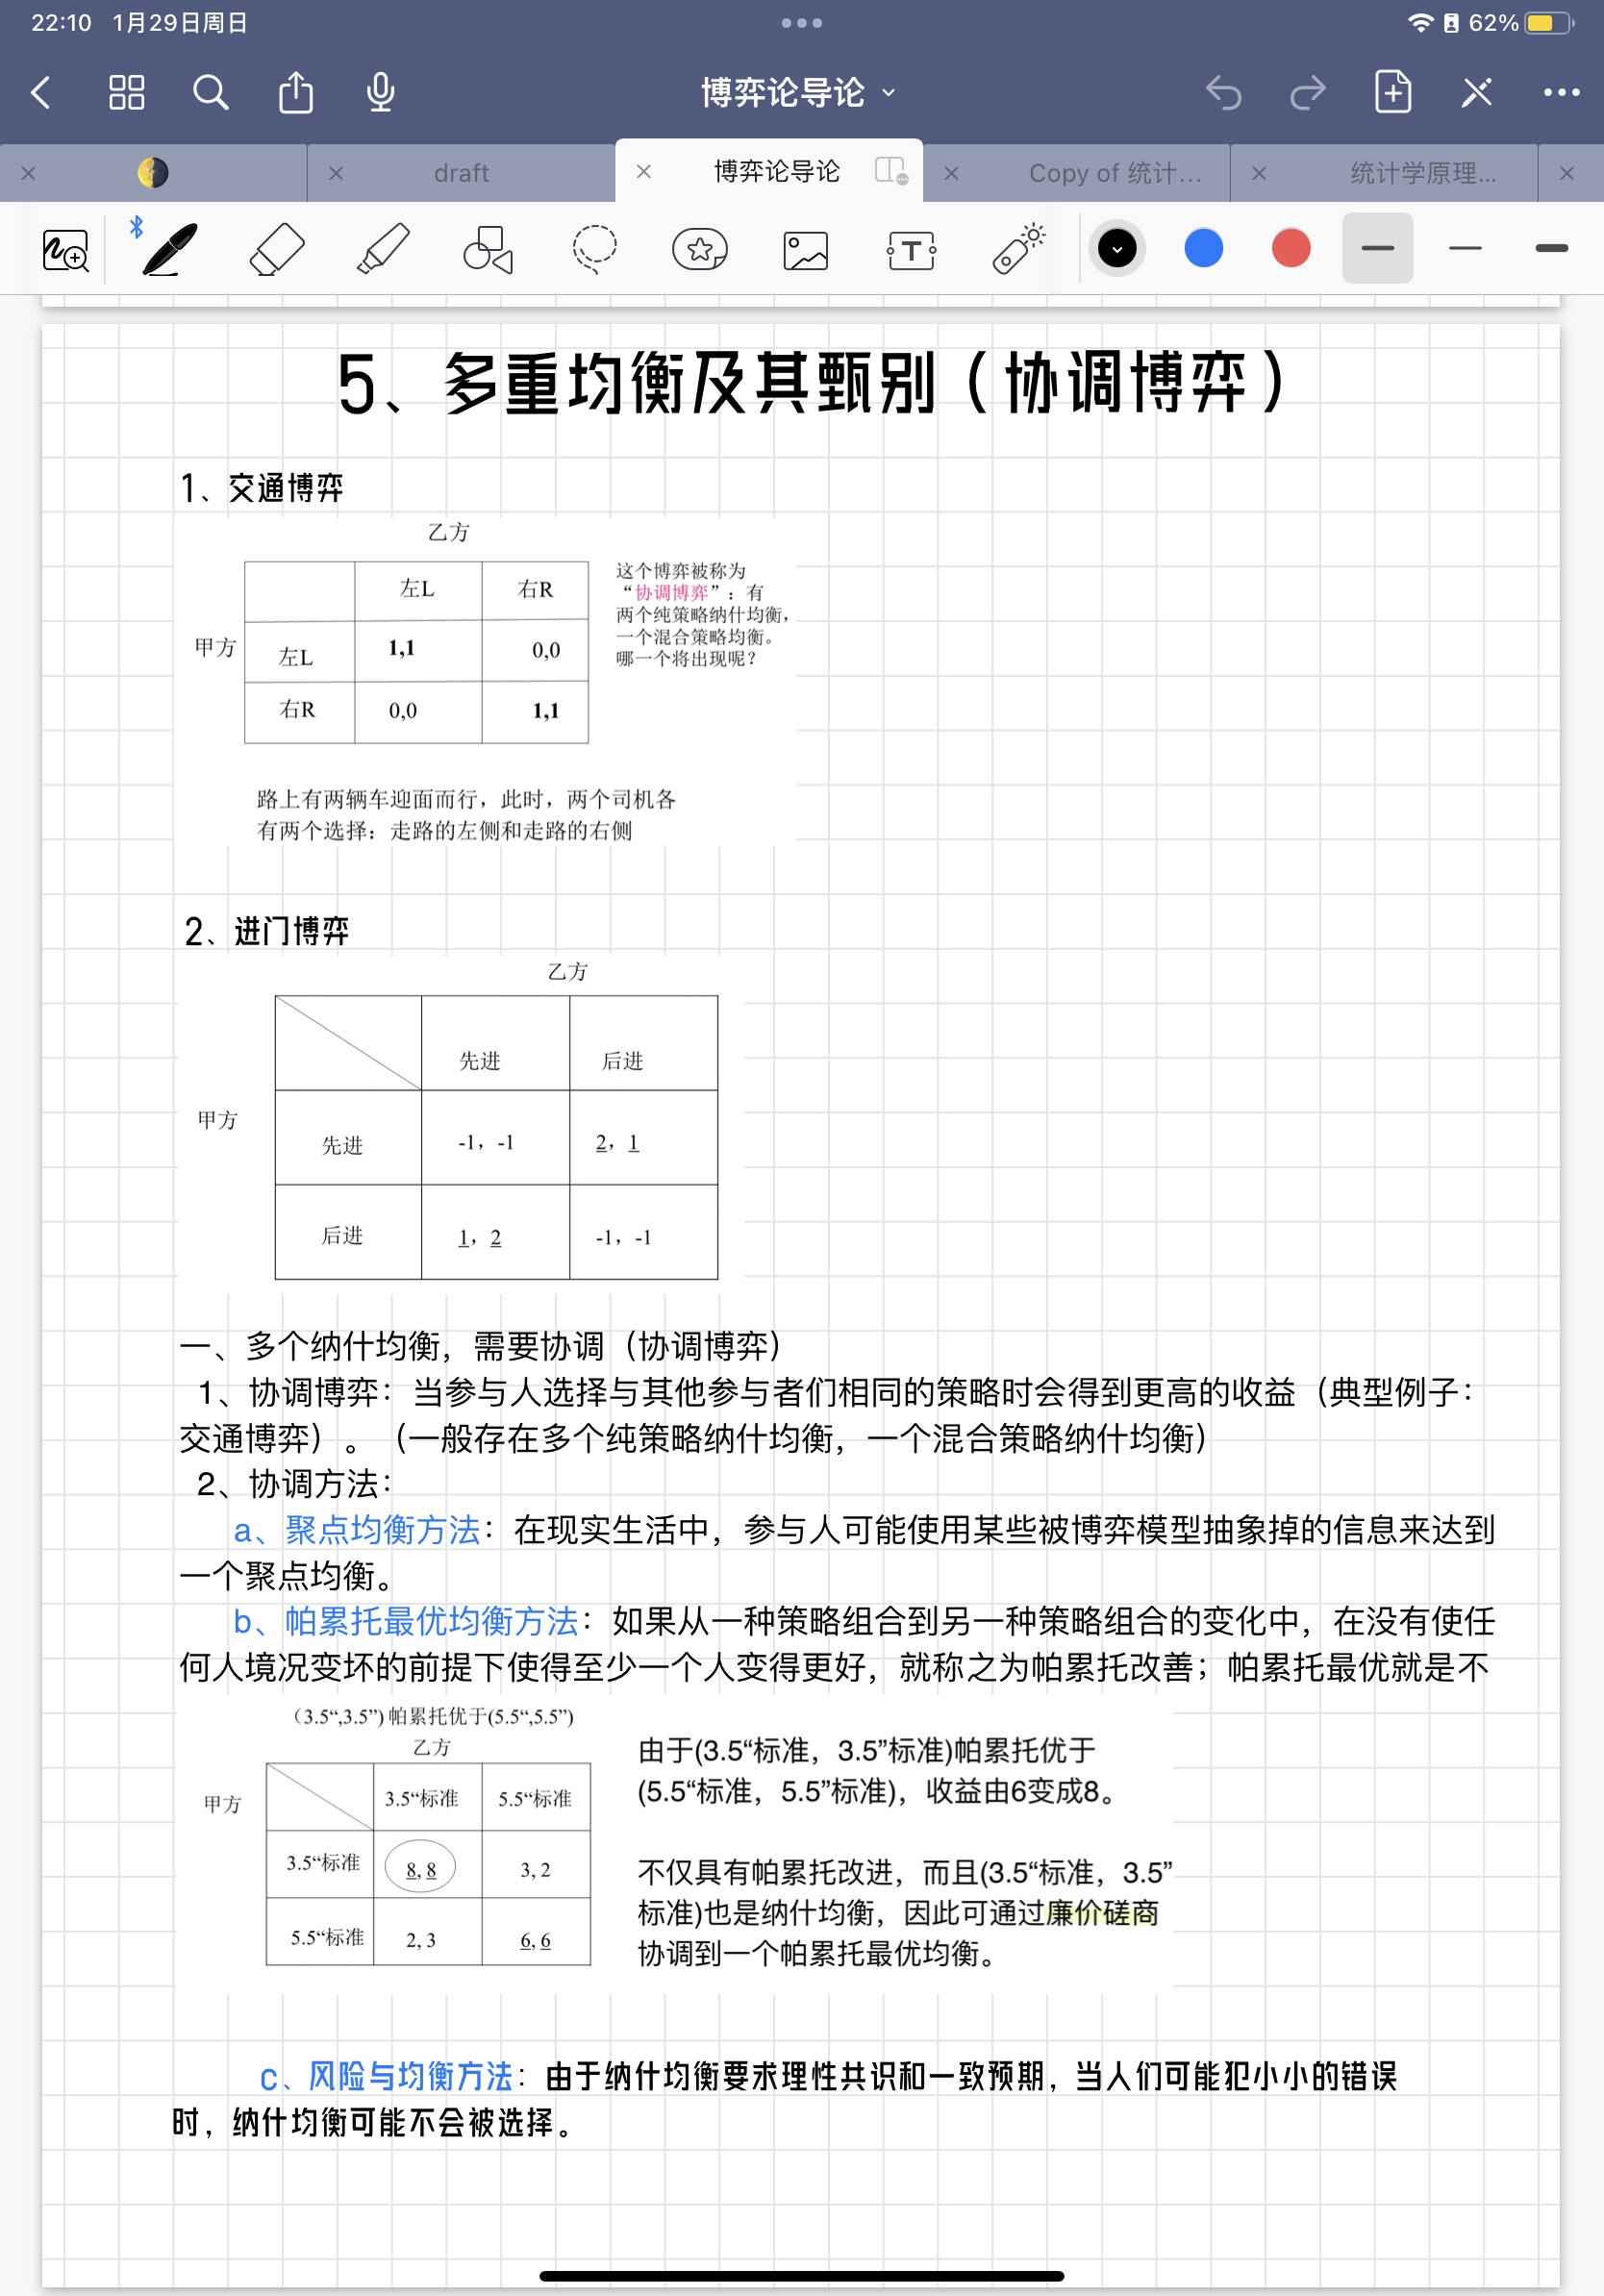 22:10 1月29日周日
62%
博弈论导论
draft
博弈论导论
Copy of 统计...
统计学原理...
T
5、多重均衡及其甄别（协调博弈）
1、交通博弈
乙方
左L 右R
甲方
左L 1,1 0,0
右R 0,0 1,1
这个博弈被称为
“协调博弈”：有
两个纯策略纳什均衡，
一个混合策略均衡。
哪一个将出现呢？
路上有两辆车迎面而行，此时，两个司机各
有两个选择：走路的左侧和走路的右侧
2、进门博弈
乙方
先进 后进
甲方
先进 -1，-1 2，1
后进 1，2 -1，-1
一、多个纳什均衡，需要协调（协调博弈）
1、协调博弈：当参与人选择与其他参与者们相同的策略时会得到更高的收益（典型例子：
交通博弈）。（一般存在多个纯策略纳什均衡，一个混合策略纳什均衡）
2、协调方法：
a、聚点均衡方法：在现实生活中，参与人可能使用某些被博弈模型抽象掉的信息来达到
一个聚点均衡。
b、帕累托最优均衡方法：如果从一种策略组合到另一种策略组合的变化中，在没有使任
何人境况变坏的前提下使得至少一个人变得更好，就称之为帕累托改善；帕累托最优就是不
（3.5“,3.5”) 帕累托优于(5.5“,5.5”)
乙方
甲方
3.5“标准 5.5“标准
3.5“标准 8, 8 3, 2
5.5“标准 2, 3 6, 6
由于(3.5“标准，3.5”标准)帕累托优于
(5.5“标准，5.5”标准)，收益由6变成8。
不仅具有帕累托改进，而且(3.5“标准，3.5”
标准)也是纳什均衡，因此可通过廉价磋商
协调到一个帕累托最优均衡。
c、风险与均衡方法：由于纳什均衡要求理性共识和一致预期，当人们可能犯小小的错误
时，纳什均衡可能不会被选择。